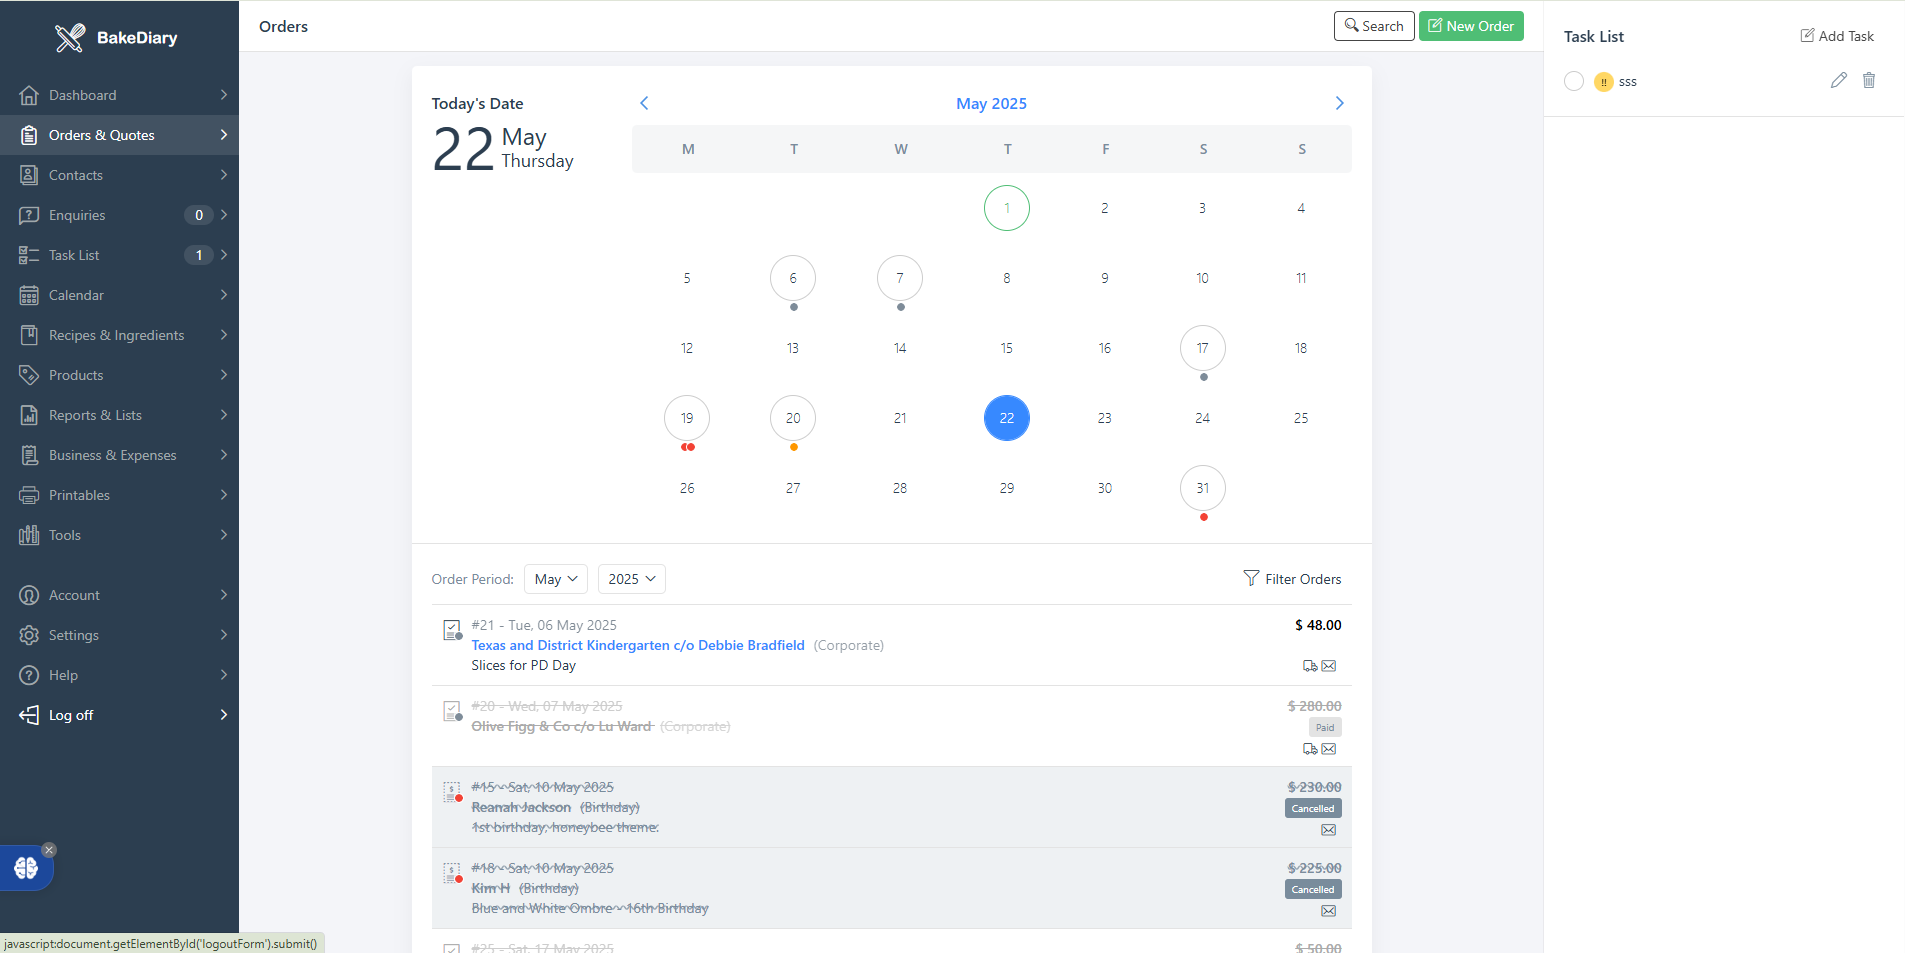 BakeDiary
Dashboard
Orders & Quotes
Contacts
Enquiries 0
Task List 1
Calendar
Recipes & Ingredients
Products
Reports & Lists
Business & Expenses
Printables
Tools
Account
Settings
Help
Log off
javascript:document.getElementById('logoutForm').submit()
Orders
Search
New Order
Today's Date
22 May
Thursday
May 2025
M T W T F S S
1 2 3 4
5 6 7 8 9 10 11
12 13 14 15 16 17 18
19 20 21 22 23 24 25
26 27 28 29 30 31
Order Period: May 2025
Filter Orders
#21 - Tue, 06 May 2025
$ 48.00
Texas and District Kindergarten c/o Debbie Bradfield (Corporate)
Slices for PD Day
#20 - Wed, 07 May 2025
$ 280.00
Olive Figg & Co c/o Lu Ward (Corporate)
Paid
#15 - Sat, 10 May 2025
$ 230.00
Reanah Jackson (Birthday)
Cancelled
1st birthday, honeybee theme.
#18 - Sat, 10 May 2025
$ 225.00
Kim H (Birthday)
Cancelled
Blue and White Ombre - 16th Birthday
#25 - Sat, 17 May 2025
$ 50.00
Task List
Add Task
!! sss